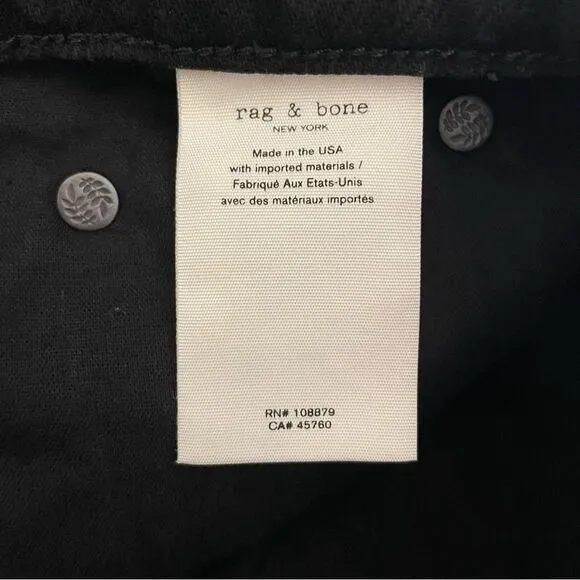 rag & bone
NEW YORK
Made in the USA
with imported materials /
Fabriqué Aux Etats-Unis
avec des matériaux importés
RN# 108879
CA# 45760